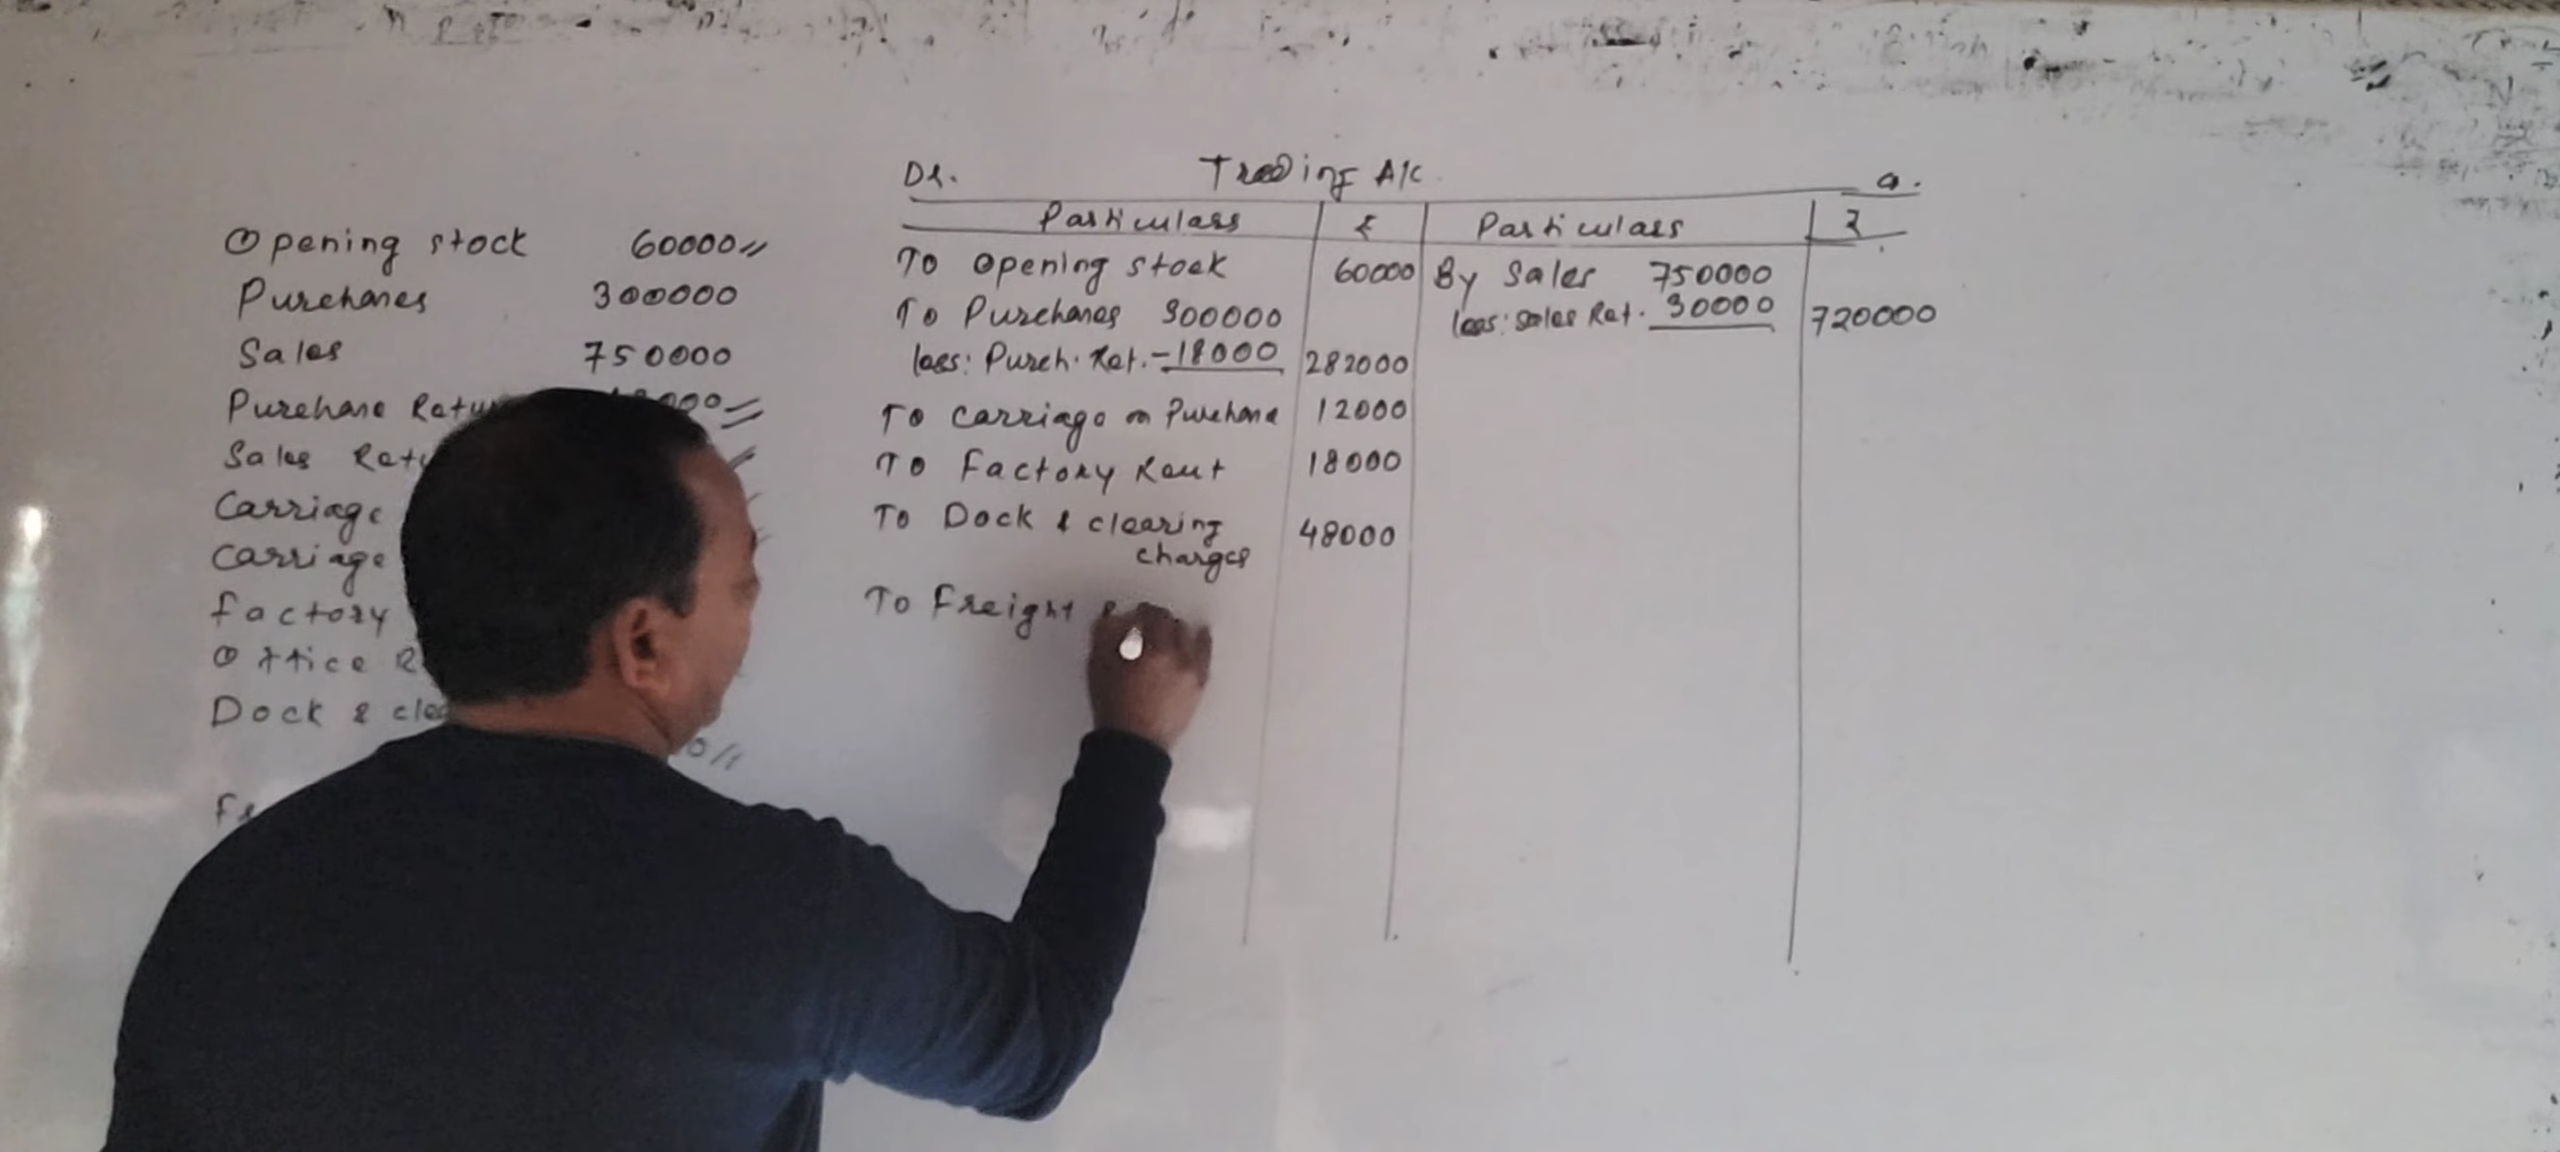 Opening stock 60000
Purchases 300000
Sales 750000
Purchase Retu
Sales Retu
Carriage
Carriage
Factory
Office R
Dock & clea
Dr. Trading A/c
Particulars ₹ Particulars ₹
To Opening stock 60000 By Sales 750000
less: Sales Ret. 30000 720000
To Purchases 300000
less: Purch. Ret. -18000 282000
To Carriage on Purchase 12000
To Factory Rent 18000
To Dock & clearing charges 48000
To Freight &